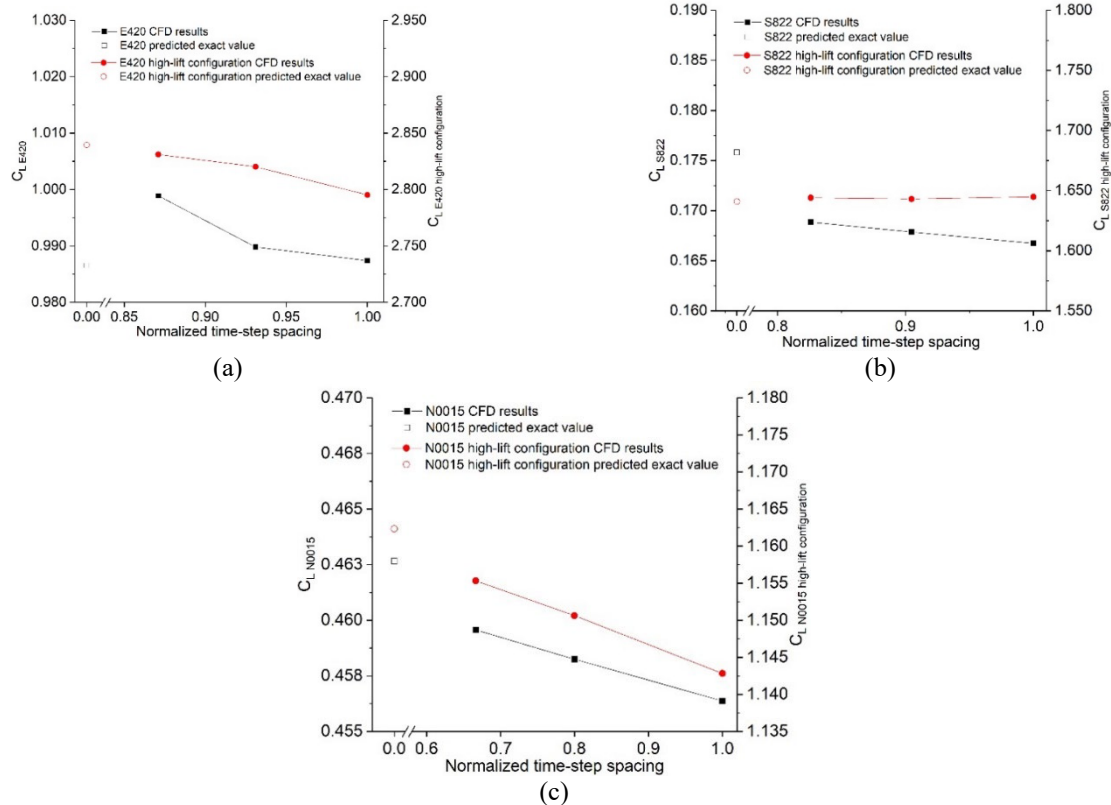 1.030
1.020
1.010
1.000
0.990
0.980
C L E420
E420 CFD results
E420 predicted exact value
E420 high-lift configuration CFD results
E420 high-lift configuration predicted exact value
2.950
2.900
2.850
2.800
2.750
2.700
C L E420 high-lift configuration
0.00 0.85 0.90 0.95 1.00
Normalized time-step spacing
(a)
0.190
0.185
0.180
0.175
0.170
0.165
0.160
C L S822
S822 CFD results
S822 predicted exact value
S822 high-lift configuration CFD results
S822 high-lift configuration predicted exact value
1.800
1.750
1.700
1.650
1.600
1.550
C L S822 high-lift configuration
0.0 0.8 0.9 1.0
Normalized time-step spacing
(b)
0.470
0.468
0.465
0.463
0.460
0.458
0.455
C L N0015
N0015 CFD results
N0015 predicted exact value
N0015 high-lift configuration CFD results
N0015 high-lift configuration predicted exact value
1.180
1.175
1.170
1.165
1.160
1.155
1.150
1.145
1.140
1.135
C L N0015 high-lift configuration
0.0 0.6 0.7 0.8 0.9 1.0
Normalized time-step spacing
(c)